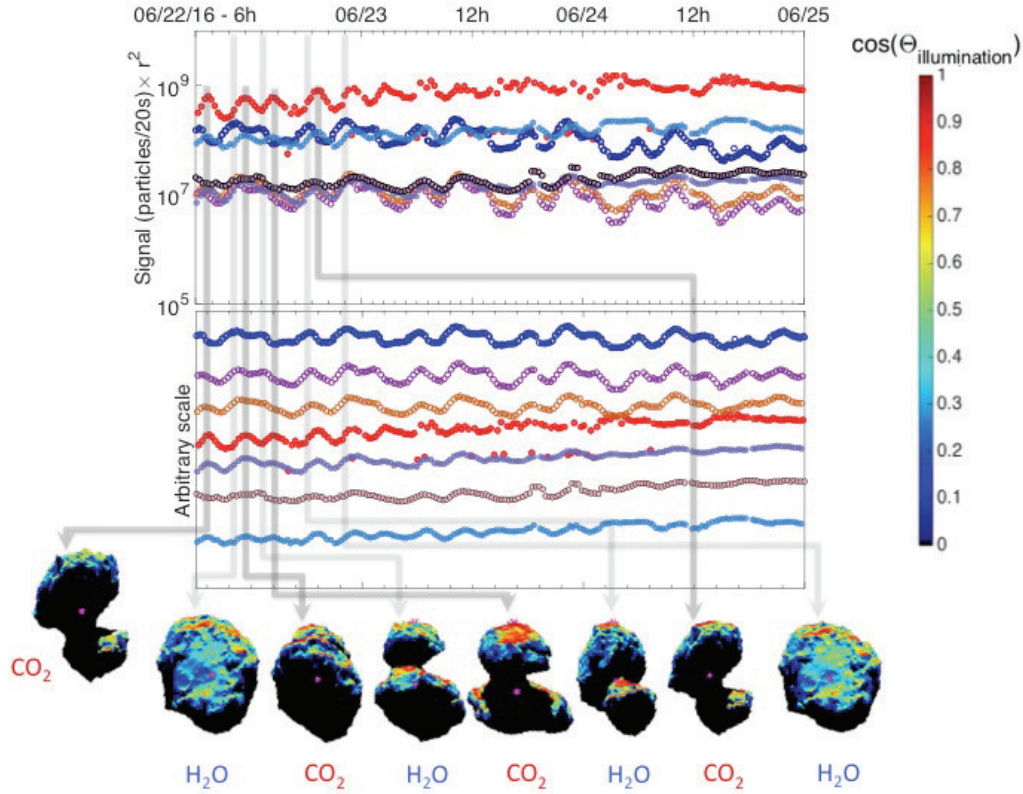 06/22/16 - 6h 06/23 12h 06/24 12h 06/25
cos(Θillumination)
Signal (particles/20s) × r²
10⁹
10⁷
10⁵
Arbitrary scale
1
0.9
0.8
0.7
0.6
0.5
0.4
0.3
0.2
0.1
0
CO₂
H₂O CO₂ H₂O CO₂ H₂O CO₂ H₂O